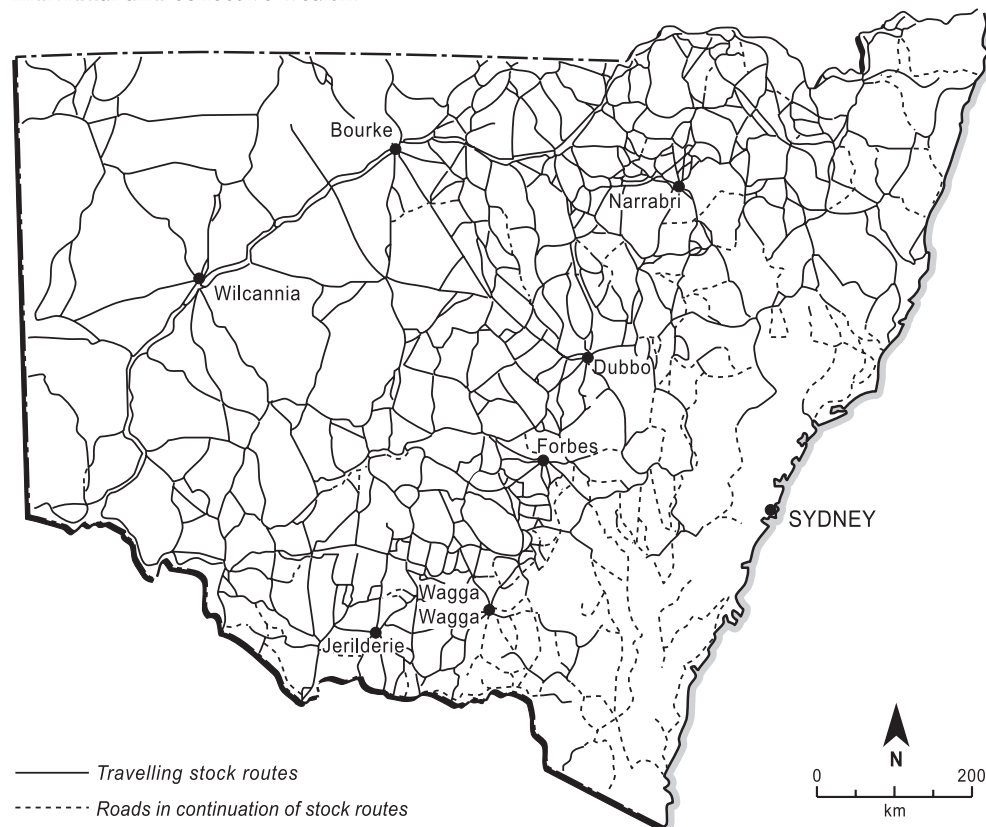 Bourke
Narrabri
Wilcannia
Dubbo
Forbes
SYDNEY
Wagga
Wagga
Jerilderie
Travelling stock routes
Roads in continuation of stock routes
N
0 200
km